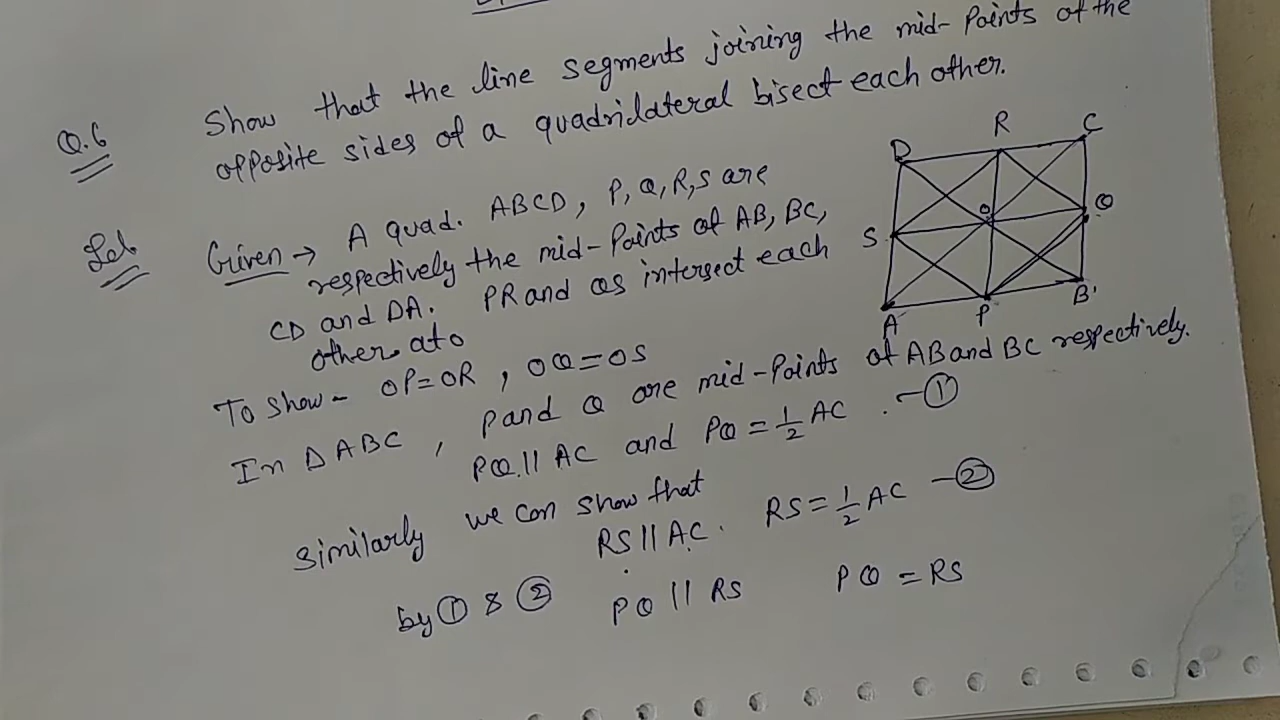 Q.6 Show that the line segments joining the mid-Points of the
opposite sides of a quadrilateral bisect each other.
Given → A quad. ABCD, P, Q, R, S are
respectively the mid-Points of AB, BC,
CD and DA. PR and QS intersect each
other at O
To show - OP=OR, OQ=OS
In Δ ABC, P and Q are mid-Points of AB and BC respectively.
PQ || AC and PQ = 1/2 AC. - ①
Similarly we can show that
RS || AC. RS = 1/2 AC - ②
by ① & ② PQ || RS PQ = RS
D R C
S O Q
A P B